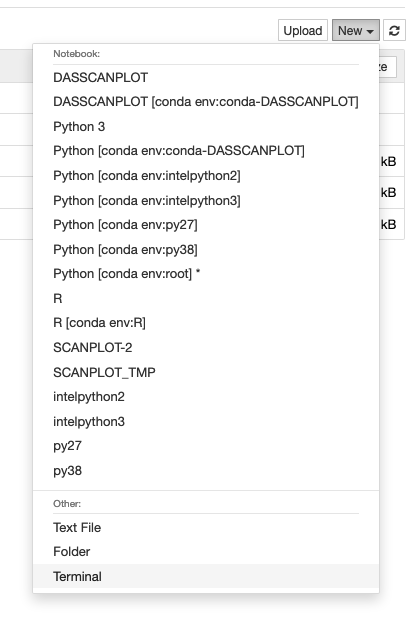 Upload New
Notebook:
ze
DASSCANPLOT
DASSCANPLOT [conda env:conda-DASSCANPLOT]
Python 3
Python [conda env:conda-DASSCANPLOT]
kB
Python [conda env:intelpython2]
kB
Python [conda env:intelpython3]
Python [conda env:py27]
kB
Python [conda env:py38]
Python [conda env:root] *
R
R [conda env:R]
SCANPLOT-2
SCANPLOT_TMP
intelpython2
intelpython3
py27
py38
Other:
Text File
Folder
Terminal